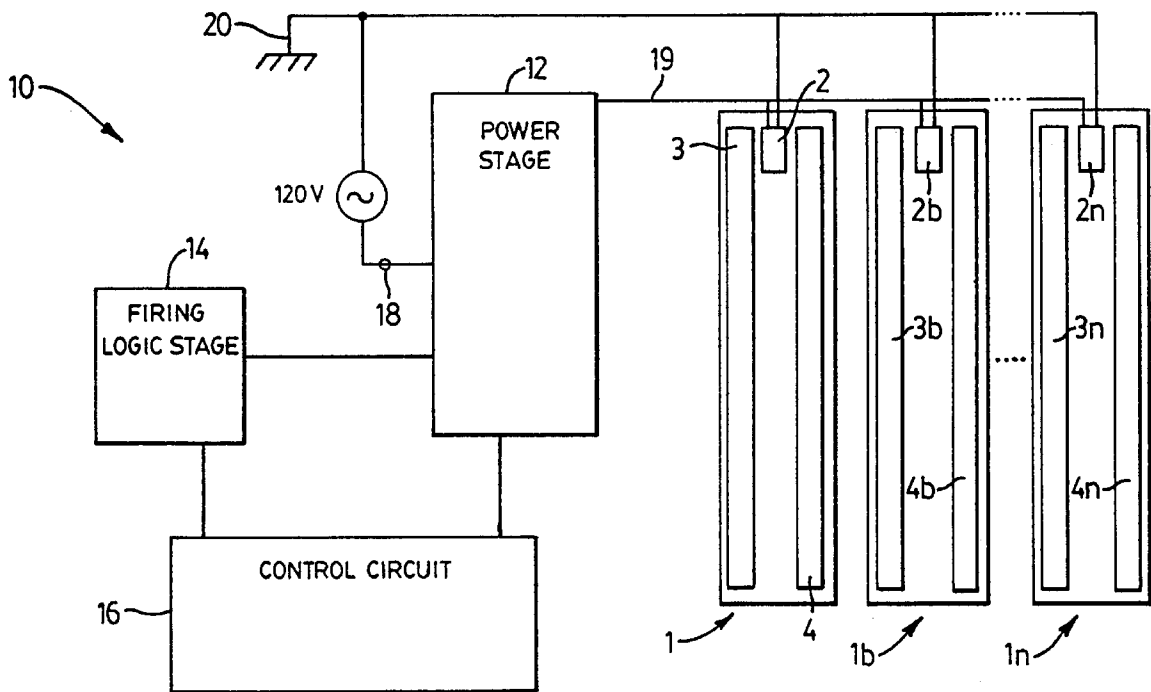 20
10
12
19
2
POWER
STAGE
3
120 V
2b
2n
14
18
FIRING
LOGIC STAGE
3b
3n
4b
4n
CONTROL CIRCUIT
16
1
4
1b
1n